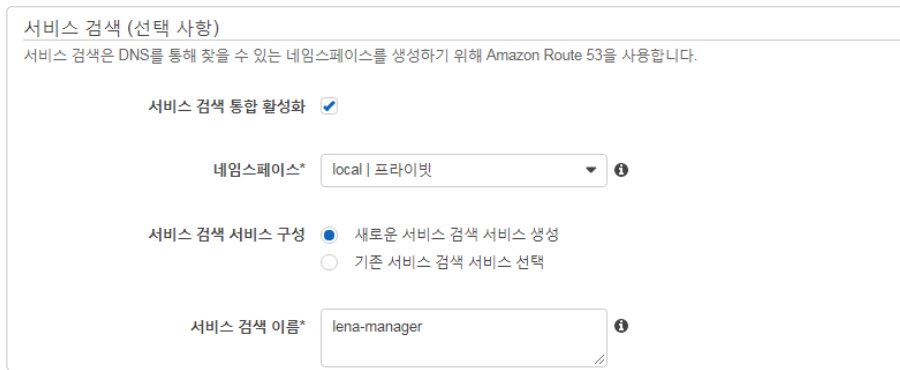 서비스 검색 (선택 사항)
서비스 검색은 DNS를 통해 찾을 수 있는 네임스페이스를 생성하기 위해 Amazon Route 53을 사용합니다.
서비스 검색 통합 활성화
네임스페이스* local | 프라이빗
서비스 검색 서비스 구성 새로운 서비스 검색 서비스 생성
기존 서비스 검색 서비스 선택
서비스 검색 이름* lena-manager